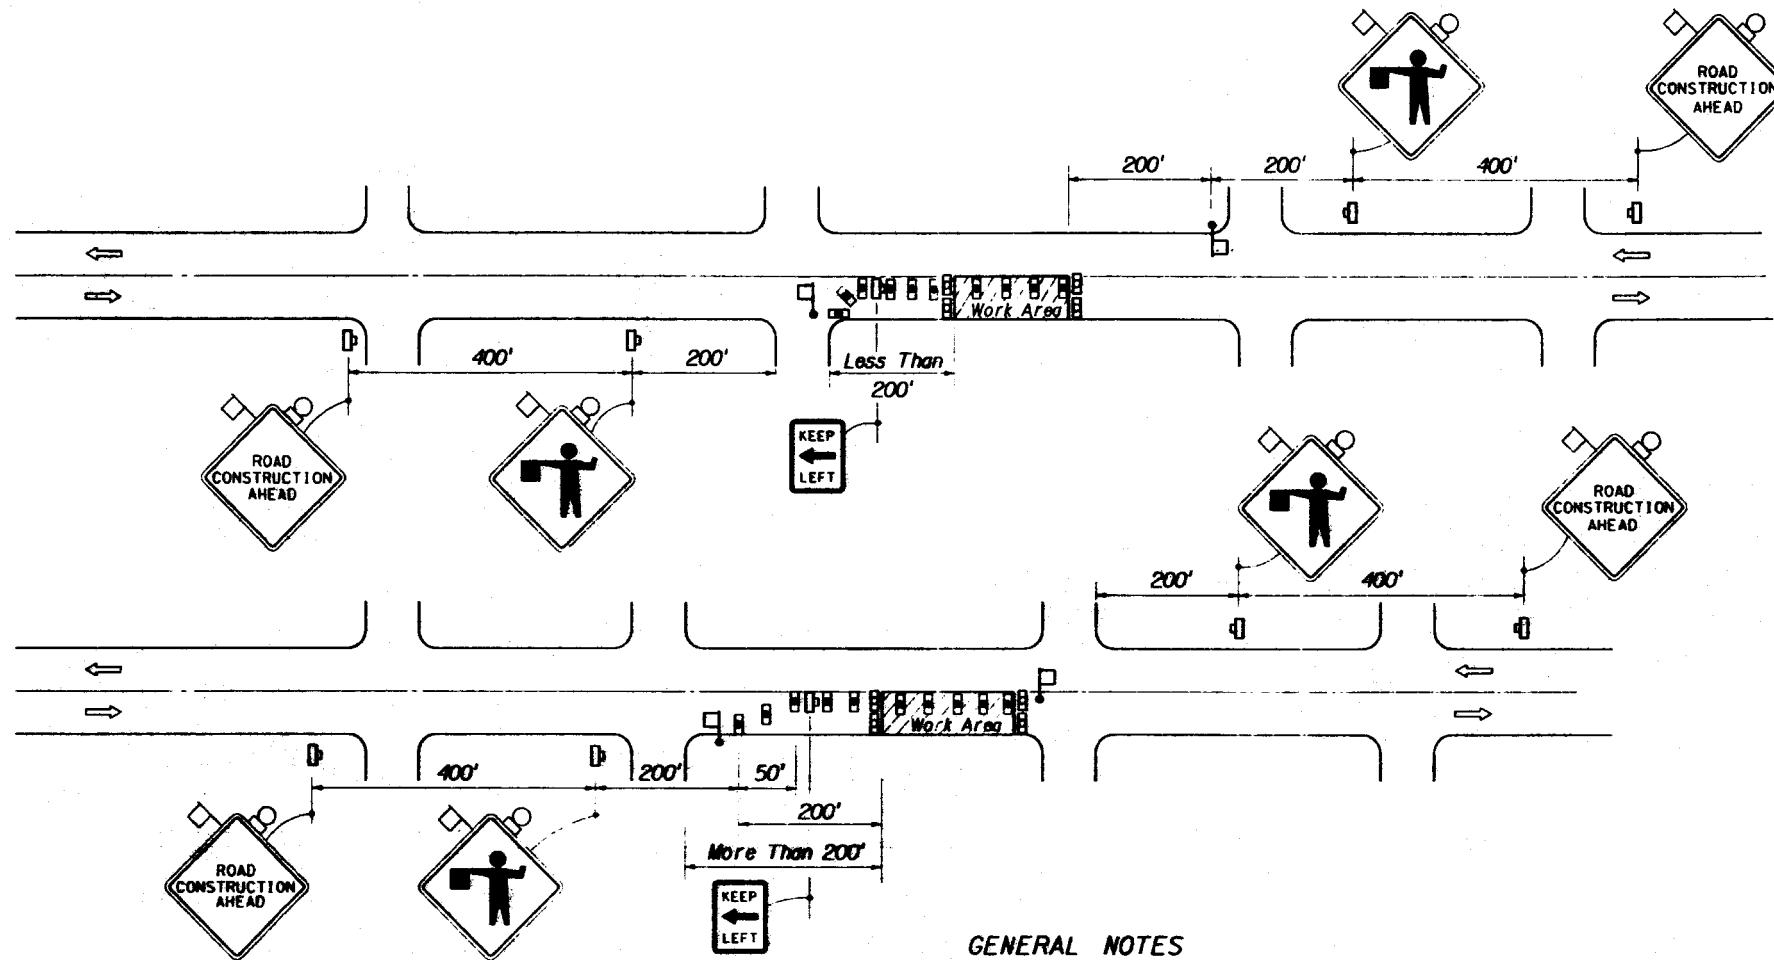 ROAD
CONSTRUCTION
AHEAD
200'
200'
400'
Work Area
400'
200'
Less Than
200'
ROAD
CONSTRUCTION
AHEAD
KEEP
LEFT
ROAD
CONSTRUCTION
AHEAD
200'
400'
Work Area
400'
200'
50'
200'
More Than 200'
ROAD
CONSTRUCTION
AHEAD
KEEP
LEFT
GENERAL NOTES